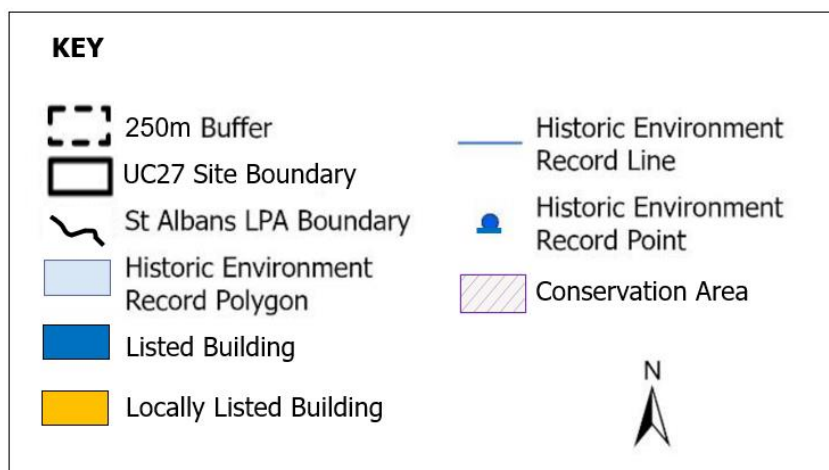 KEY
250m Buffer
UC27 Site Boundary
St Albans LPA Boundary
Historic Environment
Record Polygon
Listed Building
Locally Listed Building
Historic Environment
Record Line
Historic Environment
Record Point
Conservation Area
N